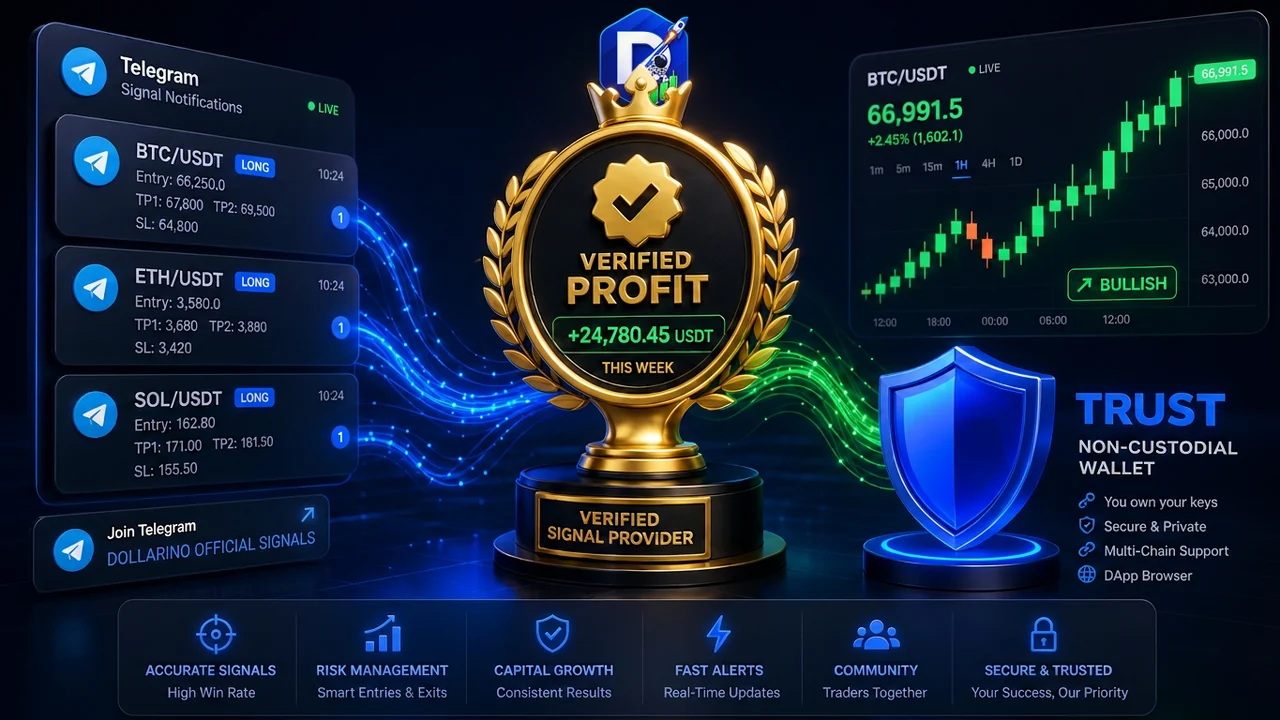 Telegram
Signal Notifications
LIVE
BTC/USDT LONG
10:24
Entry: 66,250.0
TP1: 67,800 TP2: 69,500
1
SL: 64,800
ETH/USDT LONG
10:24
Entry: 3,580.0
TP1: 3,680 TP2: 3,880
1
SL: 3,420
SOL/USDT LONG
10:24
Entry: 162.80
TP1: 171.00 TP2: 181.50
1
SL: 155.50
Join Telegram
DOLLARINO OFFICIAL SIGNALS
D
VERIFIED
PROFIT
+24,780.45 USDT
THIS WEEK
VERIFIED
SIGNAL PROVIDER
BTC/USDT LIVE
66,991.5
+2.45% (1,602.1)
1m 5m 15m 1H 4H 1D
66,991.5
66,000.0
65,000.0
64,000.0
63,000.0
BULLISH
12:00 18:00 00:00 06:00 12:00
TRUST
NON-CUSTODIAL
WALLET
You own your keys
Secure & Private
Multi-Chain Support
DApp Browser
ACCURATE SIGNALS
High Win Rate
RISK MANAGEMENT
Smart Entries & Exits
CAPITAL GROWTH
Consistent Results
FAST ALERTS
Real-Time Updates
COMMUNITY
Traders Together
SECURE & TRUSTED
Your Success, Our Priority